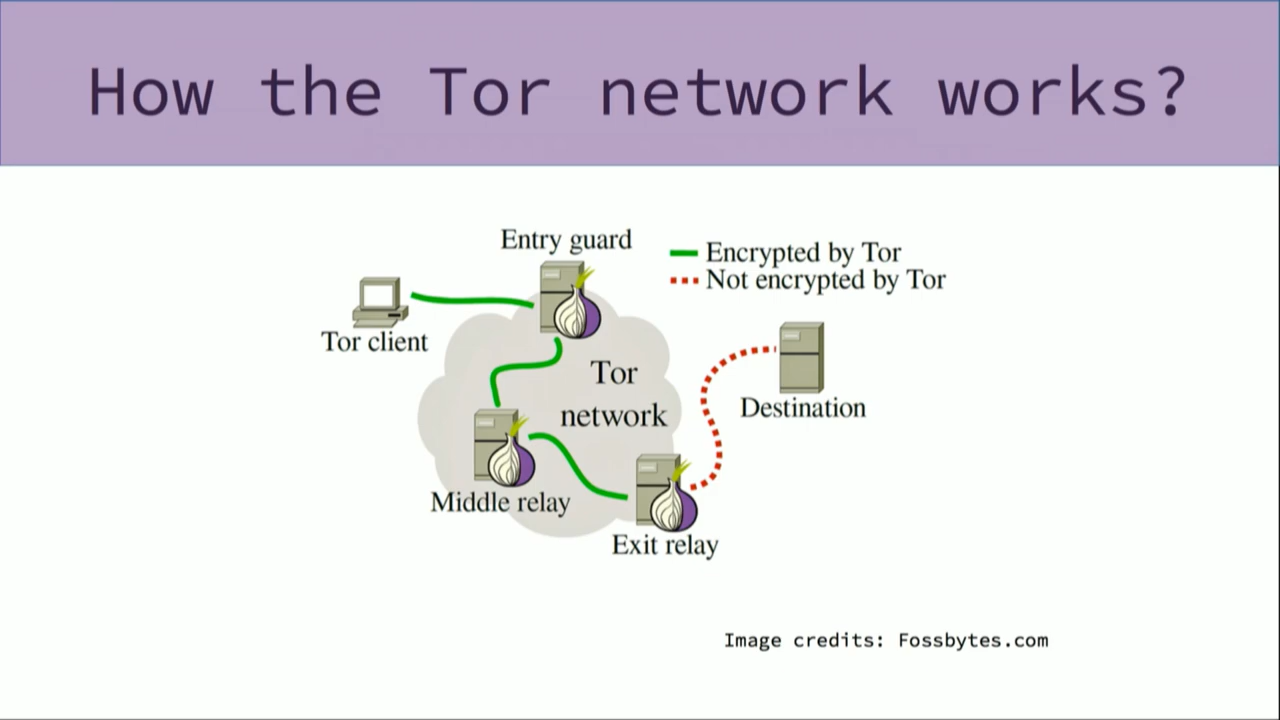 How the Tor network works?
Entry guard
Encrypted by Tor
Not encrypted by Tor
Tor client
Tor
network
Destination
Middle relay
Exit relay
Image credits: Fossbytes.com